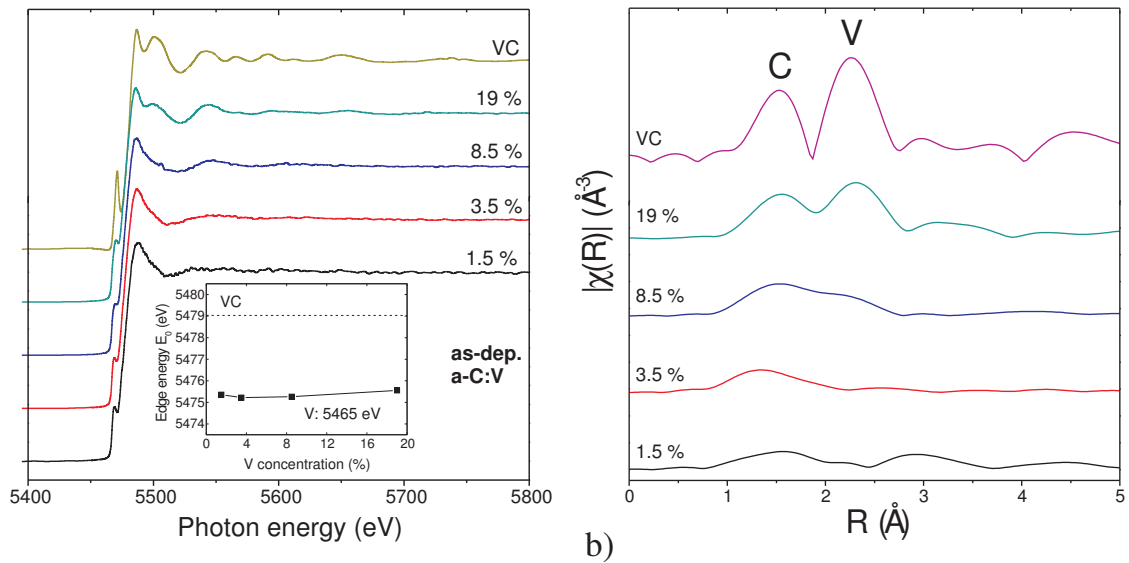 VC
19 %
8.5 %
3.5 %
1.5 %
5480
5479
5478
5477
5476
5475
5474
VC
V: 5465 eV
Edge energy E0 (eV)
0 4 8 12 16 20
V concentration (%)
as-dep.
a-C:V
5400 5500 5600 5700 5800
Photon energy (eV)
C
V
VC
19 %
8.5 %
3.5 %
1.5 %
|χ(R)| (Å-3)
0 1 2 3 4 5
R (Å)
b)